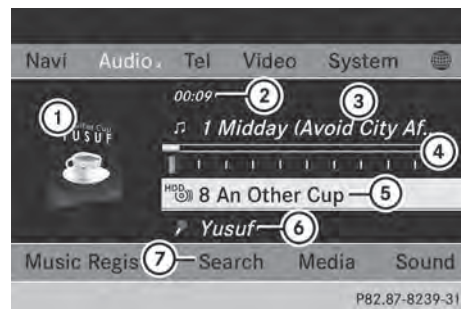 Navi Audio Tel Video System
00:09 2 3
1 YUSUF
♫ 1 Midday (Avoid City Af..
4
HDD 8 An Other Cup 5
Yusuf 6
Music Regis 7 Search Media Sound
P82.87-8239-31